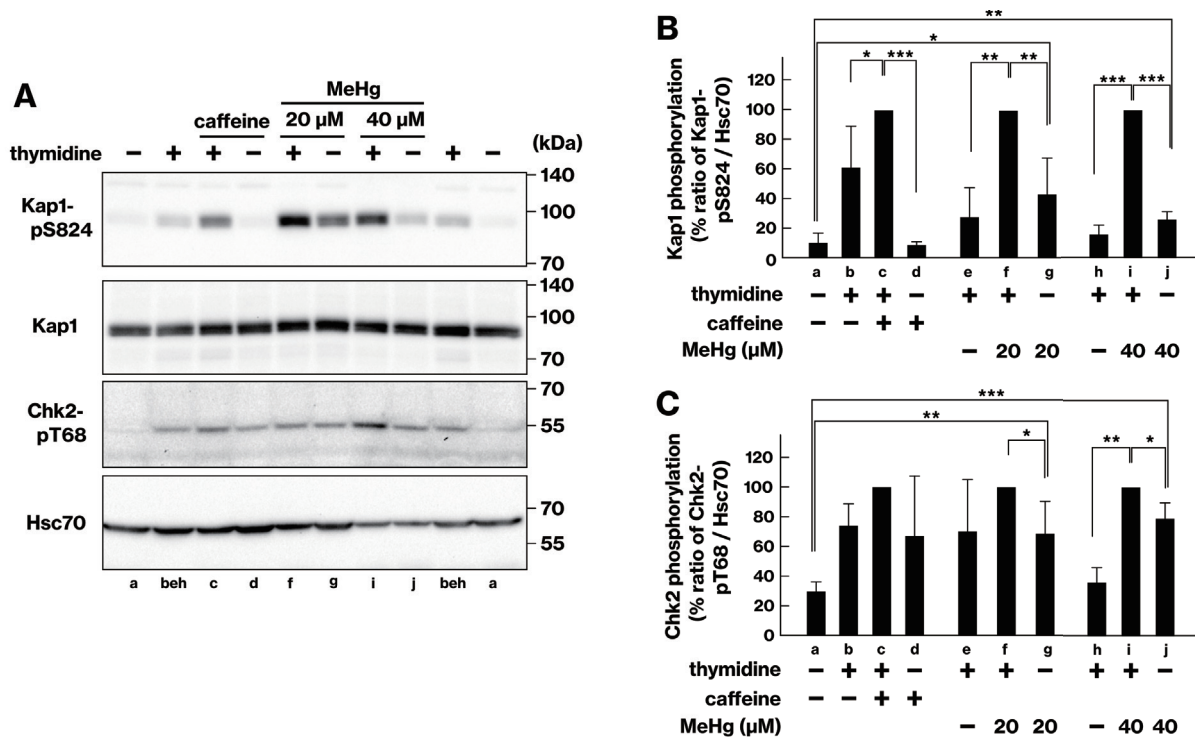 A
MeHg
caffeine 20 μM 40 μM
(kDa)
thymidine − + + − + − + − + −
Kap1-
pS824
140
100
70
Kap1
140
100
70
Chk2-
pT68
70
55
Hsc70
70
55
a beh c d f g i j beh a
B
Kap1 phosphorylation
(% ratio of Kap1-
pS824 / Hsc70)
**
*
* *** ** ** *** ***
120
100
80
60
40
20
0
a b c d e f g h i j
thymidine − + + − + + − + + −
caffeine − − + +
MeHg (μM) − 20 20 − 40 40
C
Chk2 phosphorylation
(% ratio of Chk2-
pT68 / Hsc70)
***
**
* ** *
120
100
80
60
40
20
0
a b c d e f g h i j
thymidine − + + − + + − + + −
caffeine − − + +
MeHg (μM) − 20 20 − 40 40